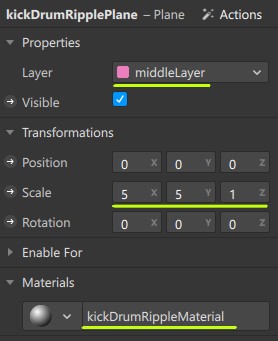 kickDrumRipplePlane – Plane Actions
Properties
Layer middleLayer
Visible
Transformations
Position 0 X 0 Y 0 Z
Scale 5 X 5 Y 1 Z
Rotation 0 X 0 Y 0 Z
Enable For
Materials
kickDrumRippleMaterial